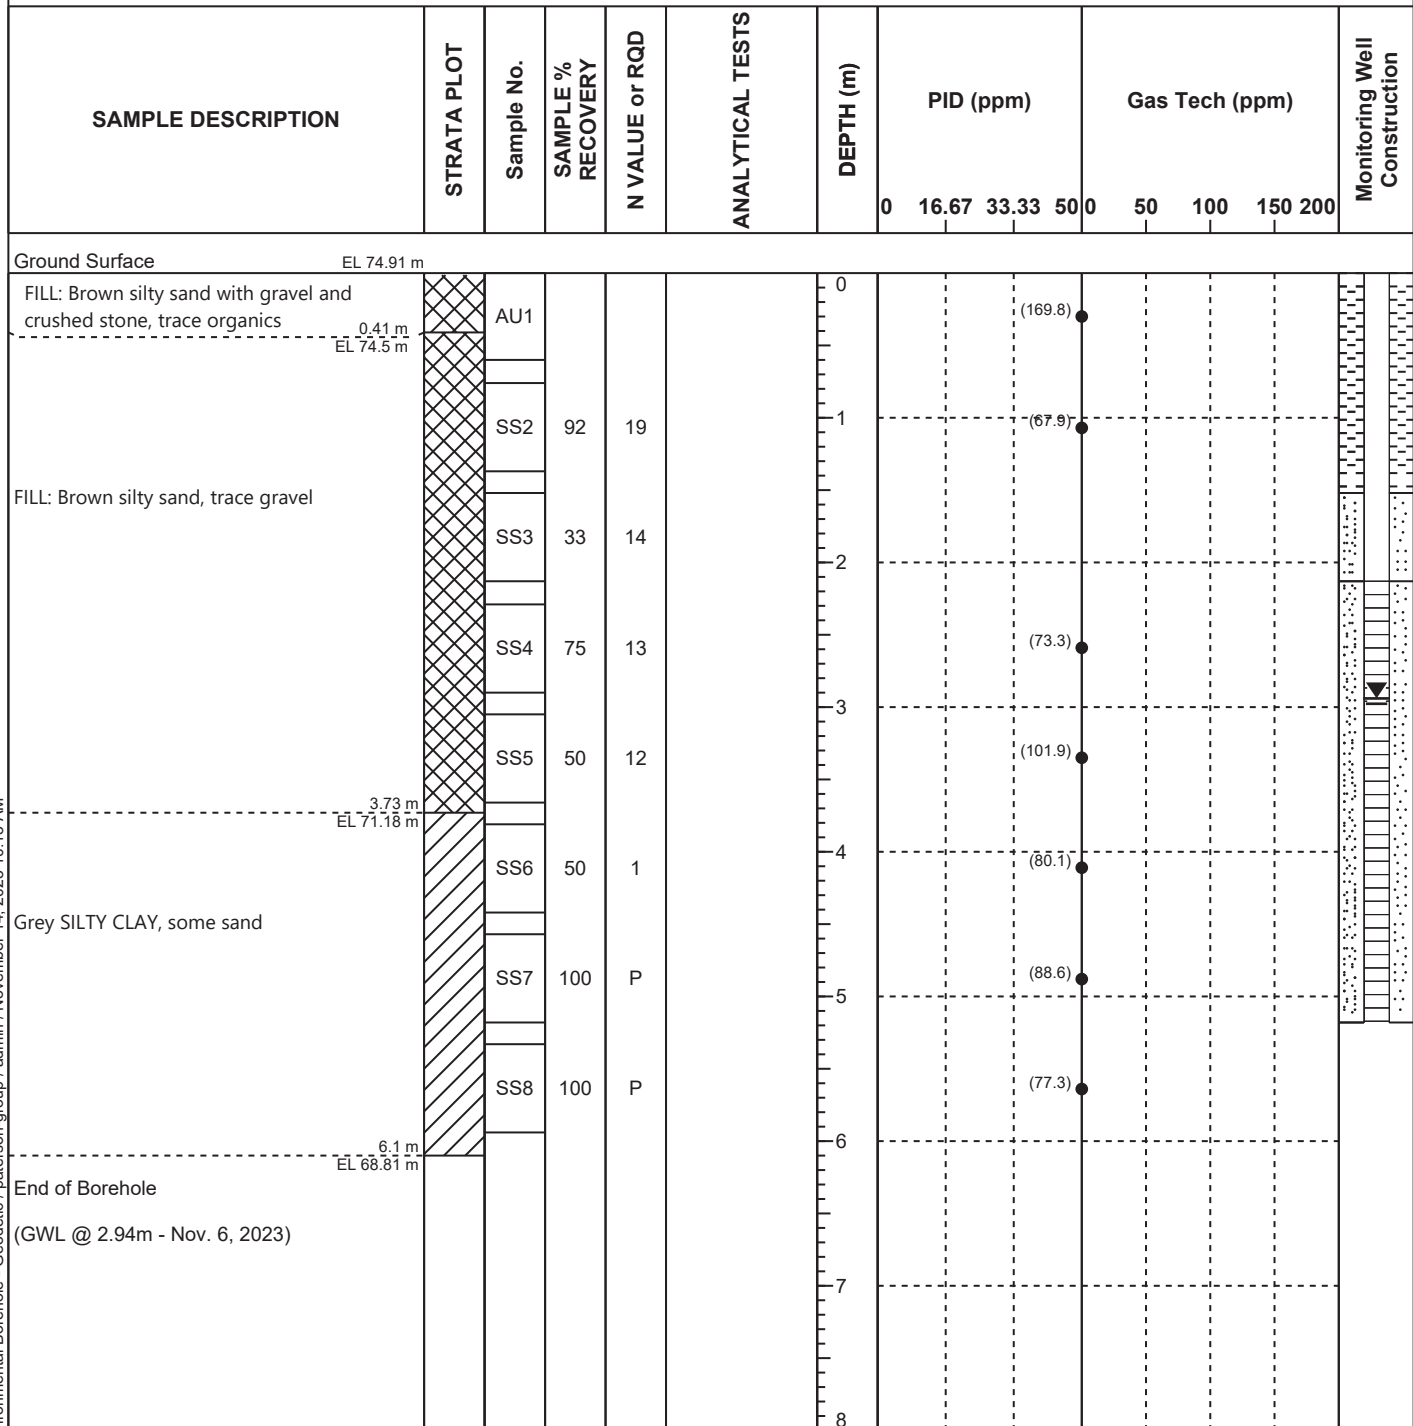 SAMPLE DESCRIPTION
STRATA PLOT
Sample No.
SAMPLE %
RECOVERY
N VALUE or RQD
ANALYTICAL TESTS
DEPTH (m)
PID (ppm)
Gas Tech (ppm)
Monitoring Well
Construction
0 16.67 33.33 50 0 50 100 150 200
Ground Surface EL 74.91 m
0
FILL: Brown silty sand with gravel and
crushed stone, trace organics
0.41 m
EL 74.5 m
AU1
(169.8)
1
SS2 92 19
(67.9)
FILL: Brown silty sand, trace gravel
SS3 33 14
2
SS4 75 13
(73.3)
3
SS5 50 12
(101.9)
3.73 m
EL 71.18 m
4
SS6 50 1
(80.1)
Grey SILTY CLAY, some sand
SS7 100 P
(88.6)
5
SS8 100 P
(77.3)
6
6.1 m
EL 68.81 m
End of Borehole
(GWL @ 2.94m - Nov. 6, 2023)
7
8